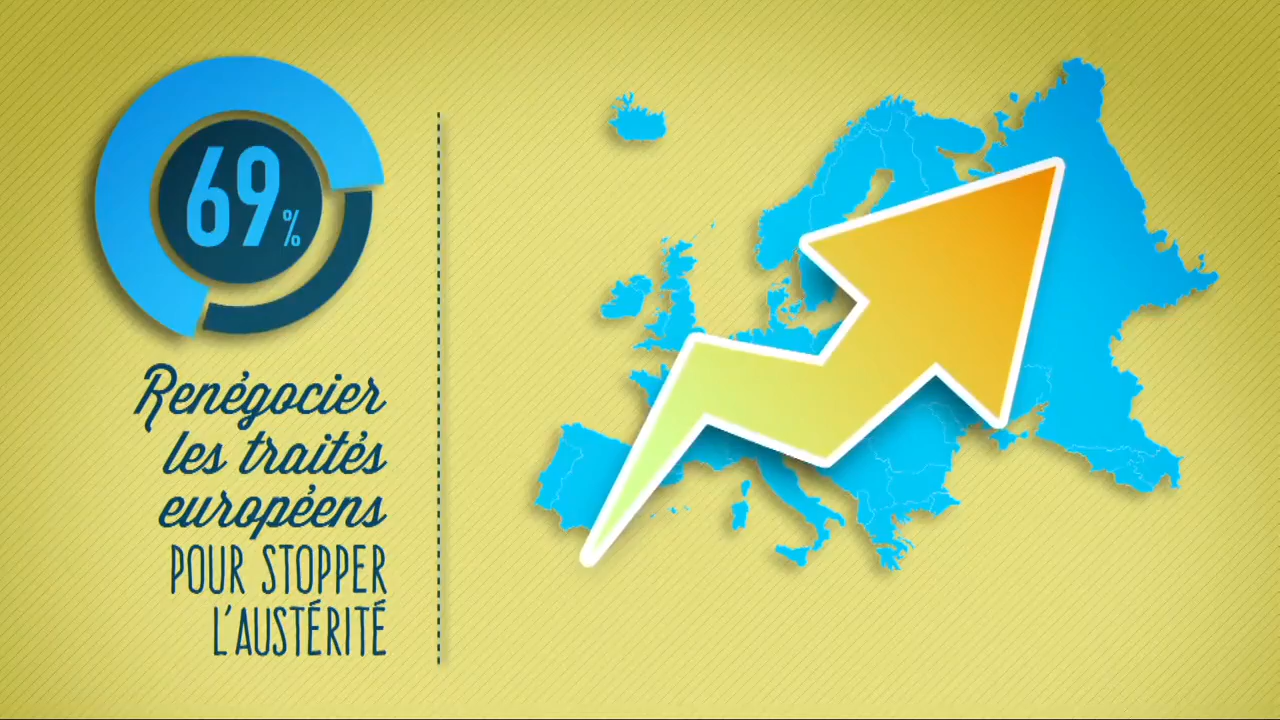 69%
Renégocier
les traités
européens
POUR STOPPER
L'AUSTÉRITÉ